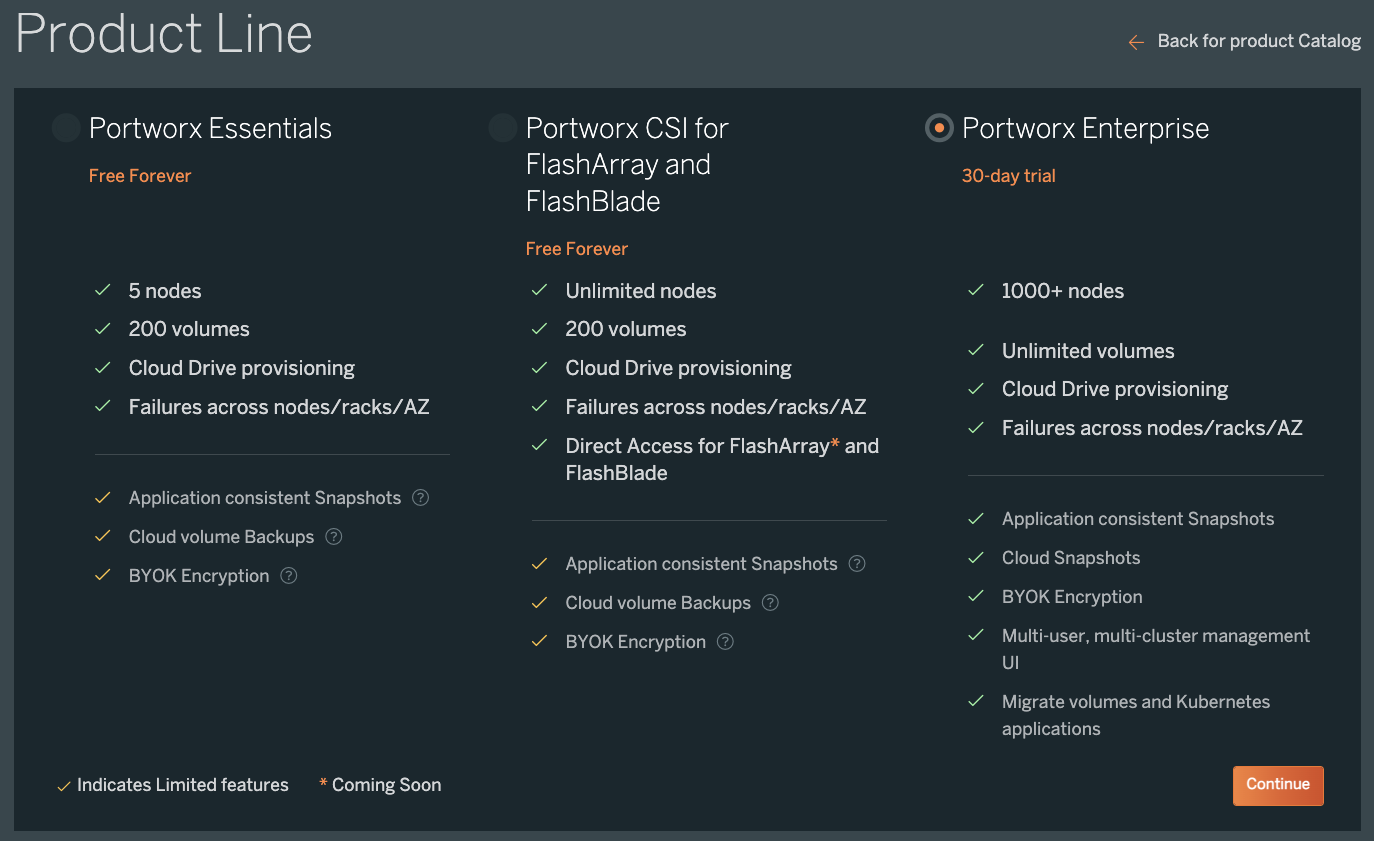 Product Line
Back for product Catalog
Portworx Essentials
Free Forever
5 nodes
200 volumes
Cloud Drive provisioning
Failures across nodes/racks/AZ
Application consistent Snapshots ?
Cloud volume Backups ?
BYOK Encryption ?
Portworx CSI for
FlashArray and
FlashBlade
Free Forever
Unlimited nodes
200 volumes
Cloud Drive provisioning
Failures across nodes/racks/AZ
Direct Access for FlashArray* and
FlashBlade
Application consistent Snapshots ?
Cloud volume Backups ?
BYOK Encryption ?
Portworx Enterprise
30-day trial
1000+ nodes
Unlimited volumes
Cloud Drive provisioning
Failures across nodes/racks/AZ
Application consistent Snapshots
Cloud Snapshots
BYOK Encryption
Multi-user, multi-cluster management
UI
Migrate volumes and Kubernetes
applications
Indicates Limited features
* Coming Soon
Continue